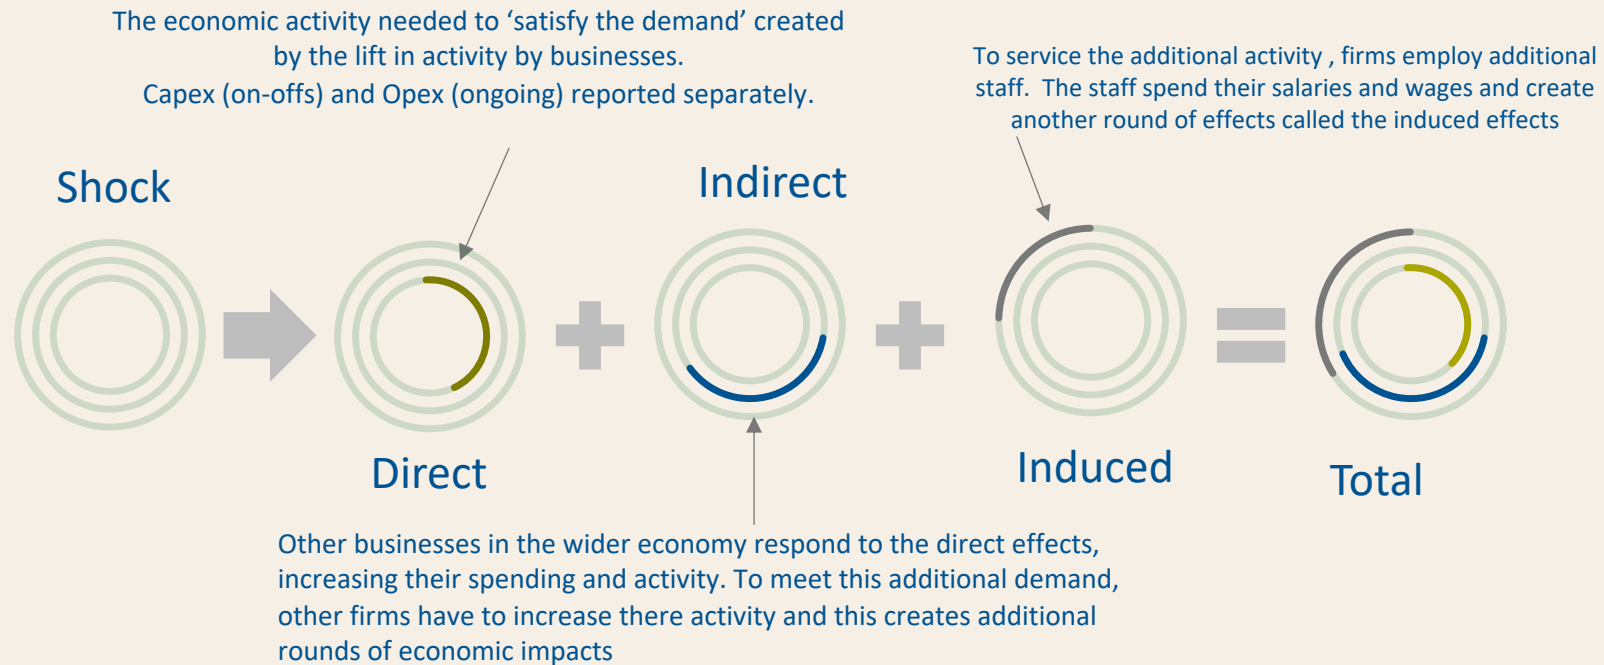 The economic activity needed to ‘satisfy the demand’ created
by the lift in activity by businesses.
Capex (on-offs) and Opex (ongoing) reported separately.
To service the additional activity , firms employ additional
staff.  The staff spend their salaries and wages and create
another round of effects called the induced effects
Shock
Indirect
Direct
Induced
Total
Other businesses in the wider economy respond to the direct effects,
increasing their spending and activity. To meet this additional demand,
other firms have to increase there activity and this creates additional
rounds of economic impacts